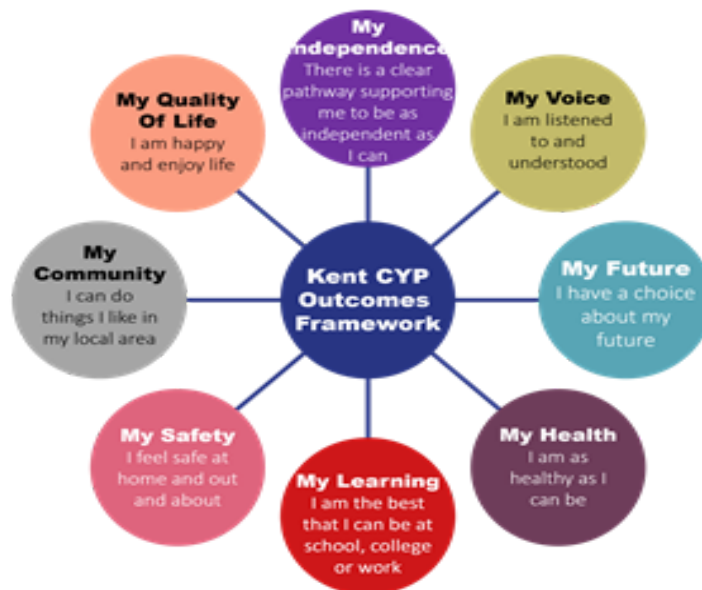 My
Independence
There is a clear
pathway supporting
me to be as
independent as
I can
My Voice
I am listened
to and
understood
My Future
I have a choice
about my
future
My Health
I am as
healthy as I
can be
My Learning
I am the best
that I can be at
school, college
or work
My Safety
I feel safe at
home and out
and about
My
Community
I can do
things I like in
my local area
My Quality
Of Life
I am happy
and enjoy life
Kent CYP
Outcomes
Framework